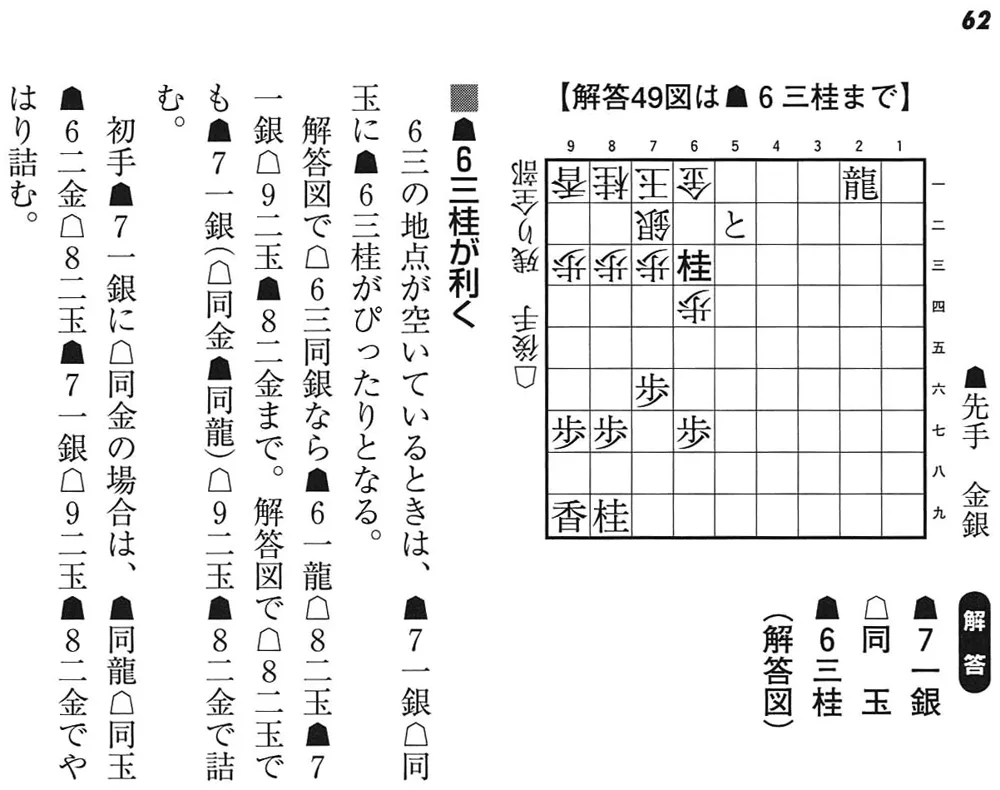 62
【解答49図は☗6三桂まで】
9 8 7 6 5 4 3 2 1
香桂王金龍 一
銀と 二
歩歩歩桂 三
歩 四
五
歩 六
歩歩歩 七
八
香桂 九
☖後手 残り全部
☗先手 金銀
解答
☗7一銀
☖同 玉
☗6三桂
(解答図)
■☗6三桂が利く
6三の地点が空いているときは、☗7一銀☖同
玉に☗6三桂がぴったりとなる。
解答図で☖6三同銀なら☗6一龍☖8二玉☗7
一銀☖9二玉☗8二金まで。解答図で☖8二玉で
も☗7一銀(☖同金☗同龍)☖9二玉☗8二金で詰
む。
初手☗7一銀に☖同金の場合は、☗同龍☖同玉
☗6二金☖8二玉☗7一銀☖9二玉☗8二金でや
はり詰む。